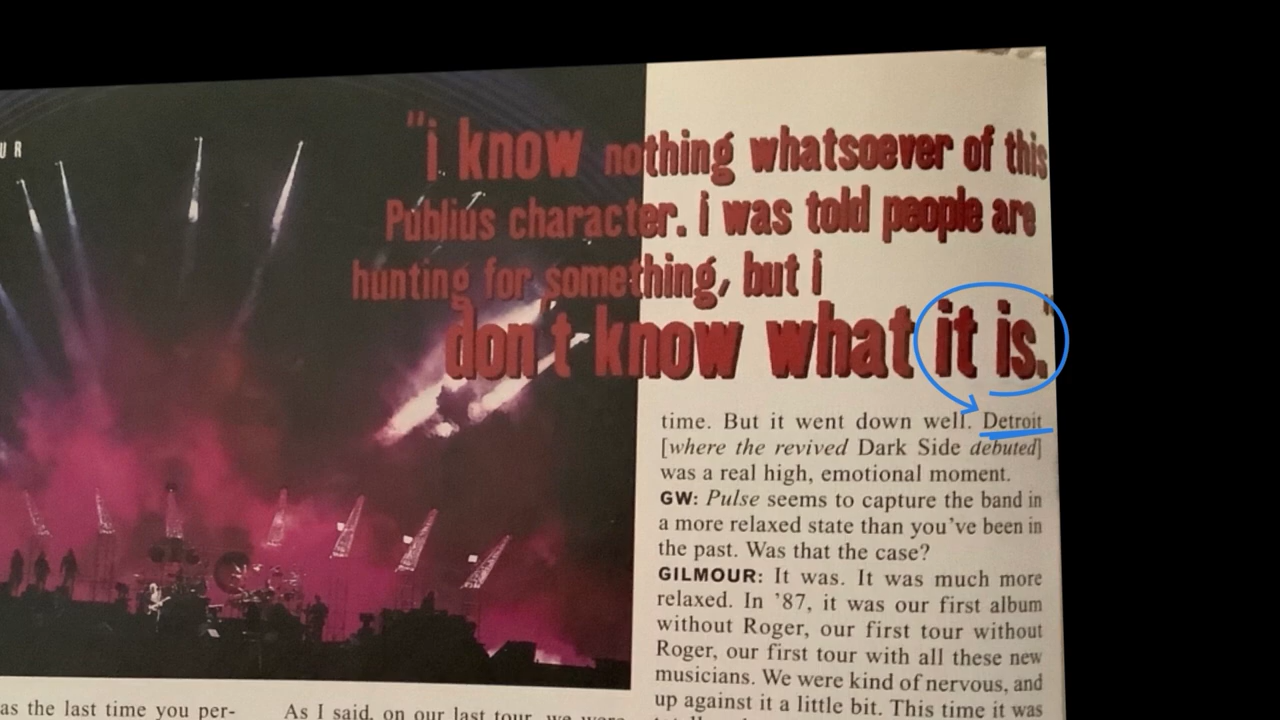 UR
"i know nothing whatsoever of this
Publius character. i was told people are
hunting for something, but i
don't know what it is."
time. But it went down well. Detroit
[where the revived Dark Side debuted]
was a real high, emotional moment.
GW: Pulse seems to capture the band in
a more relaxed state than you've been in
the past. Was that the case?
GILMOUR: It was. It was much more
relaxed. In '87, it was our first album
without Roger, our first tour without
Roger, our first tour with all these new
musicians. We were kind of nervous, and
up against it a little bit. This time it was
as the last time you per-
As I said, on our last tour, we were